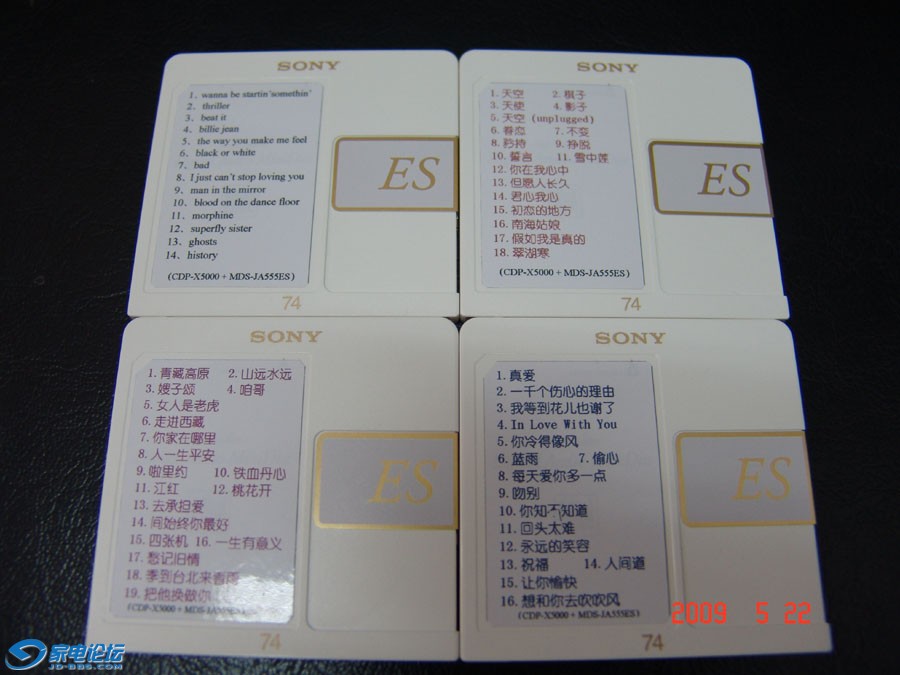 SONY
1、wanna be startin'somethin'
2、thriller
3、beat it
4、billie jean
5、the way you make me feel
6、black or white
7、bad
8、I just can't stop loving you
9、man in the mirror
10、blood on the dance floor
11、morphine
12、superfly sister
13、ghosts
14、history
(CDP-X5000 + MDS-JA555ES)
ES
74
SONY
1. 天空 2. 棋子
3. 天使 4. 影子
5. 天空 (unplugged)
6. 眷恋 7. 不变
8. 矜持 9. 挣脱
10. 誓言 11. 雪中莲
12. 你在我心中
13. 但愿人长久
14. 君心我心
15. 初恋的地方
16. 南海姑娘
17. 假如我是真的
18. 翠湖寒
(CDP-X5000 + MDS-JA555ES)
ES
74
SONY
1. 青藏高原 2. 山远水远
3. 嫂子颂 4. 咱哥
5. 女人是老虎
6. 走进西藏
7. 你家在哪里
8. 人一生平安
9. 啦里约 10. 铁血丹心
11. 江红 12. 桃花开
13. 去承担爱
14. 间始终你最好
15. 四张机 16. 一生有意义
17. 愁记旧情
18. 季到台北来看雨
19. 把他换做你
(CDP-X5000 + MDS-JA555ES)
ES
74
SONY
1. 真爱
2. 一千个伤心的理由
3. 我等到花儿也谢了
4. In Love With You
5. 你冷得像风
6. 蓝雨 7. 偷心
8. 每天爱你多一点
9. 吻别
10. 你知不知道
11. 回头太难
12. 永远的笑容
13. 祝福 14. 人间道
15. 让你愉快
16. 想和你去吹吹风
(CDP-X5000 + MDS-JA555ES)
ES
74
2009 5 22
家电论坛
JD-BBS.COM